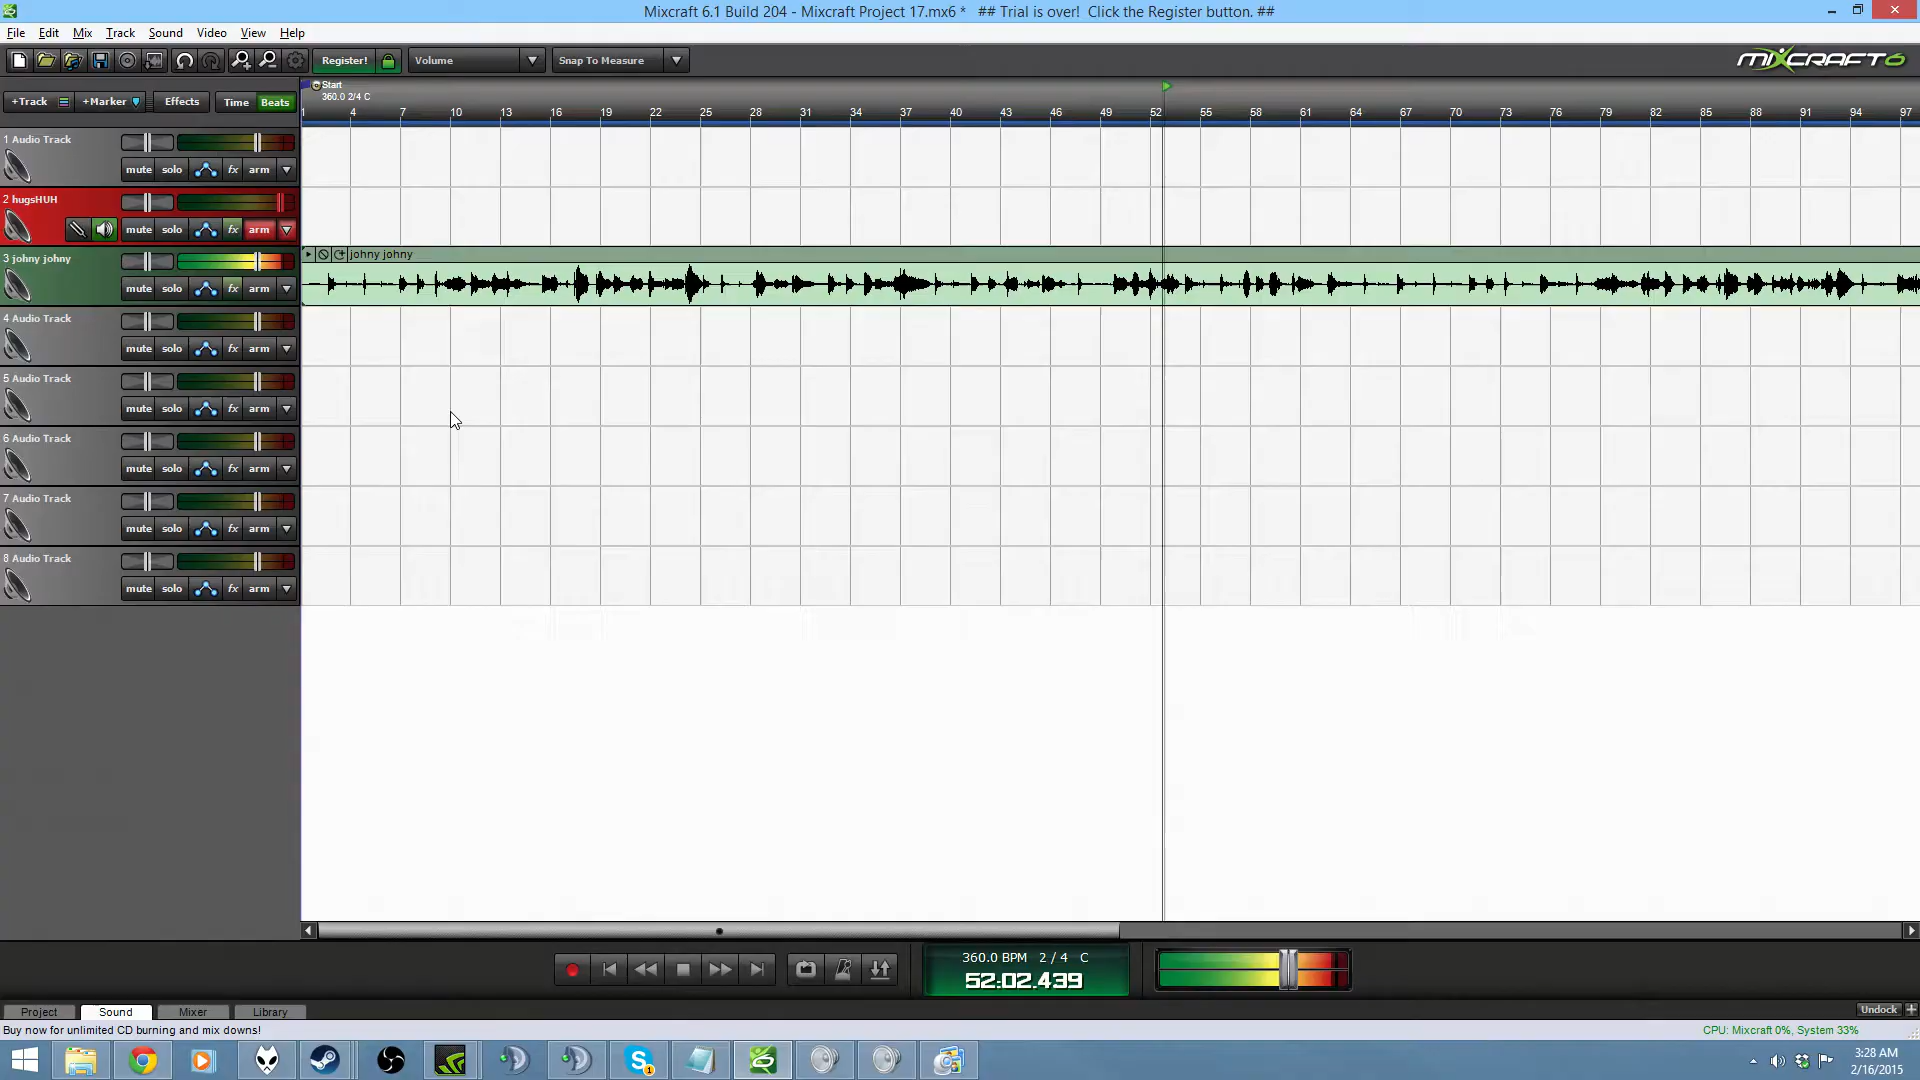 Mixcraft 6.1 Build 204 - Mixcraft Project 17.mx6 *   ## Trial is over!  Click the Register button. ##
File Edit Mix Track Sound Video View Help
Register! Volume Snap To Measure MIXCRAFT 6
+Track +Marker Effects Time Beats
Start
360.0 2/4 C
1 4 7 10 13 16 19 22 25 28 31 34 37 40 43 46 49 52 55 58 61 64 67 70 73 76 79 82 85 88 91 94 97
1 Audio Track
mute solo fx arm
2 hugsHUH
mute solo fx arm
3 johny johny
johny johny
mute solo fx arm
4 Audio Track
mute solo fx arm
5 Audio Track
mute solo fx arm
6 Audio Track
mute solo fx arm
7 Audio Track
mute solo fx arm
8 Audio Track
mute solo fx arm
360.0 BPM 2 / 4 C
52:02.439
Project Sound Mixer Library Undock
Buy now for unlimited CD burning and mix downs! CPU: Mixcraft 0%, System 33%
1
3:28 AM
2/16/2015